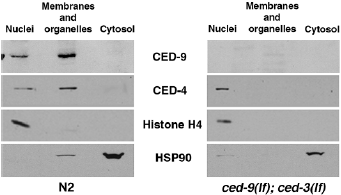 Membranes and organelles
Nuclei Cytosol
Membranes and organelles
Nuclei Cytosol
CED-9
CED-4
Histone H4
HSP90
N2
ced-9(lf); ced-3(lf)